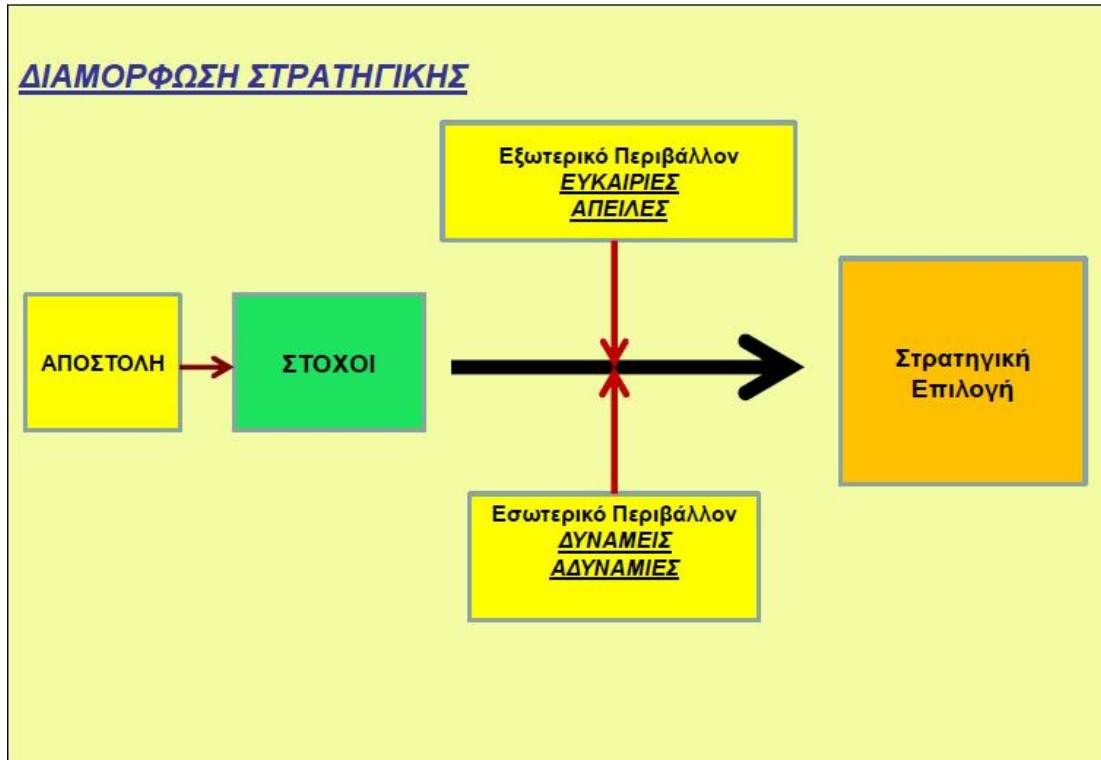 ΔΙΑΜΟΡΦΩΣΗ ΣΤΡΑΤΗΓΙΚΗΣ
Εξωτερικό Περιβάλλον
ΕΥΚΑΙΡΙΕΣ
ΑΠΕΙΛΕΣ
ΑΠΟΣΤΟΛΗ
ΣΤΟΧΟΙ
Στρατηγική
Επιλογή
Εσωτερικό Περιβάλλον
ΔΥΝΑΜΕΙΣ
ΑΔΥΝΑΜΙΕΣ